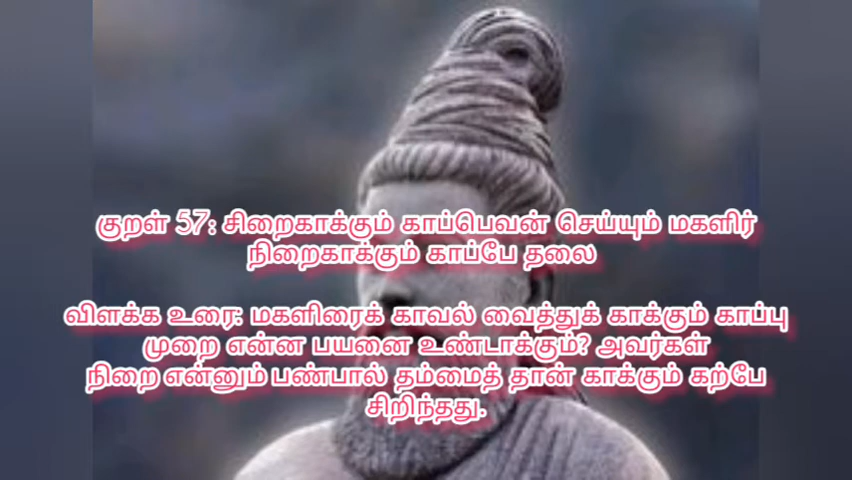 குறள் 57: சிறைகாக்கும் காப்பெவன் செய்யும் மகளிர்
நிறைகாக்கும் காப்பே தலை
விளக்க உரை: மகளிரைக் காவல் வைத்துக் காக்கும் காப்பு
முறை என்ன பயனை உண்டாக்கும்? அவர்கள்
நிறை என்னும் பண்பால் தம்மைத் தான் காக்கும் கற்பே
சிறிந்தது.